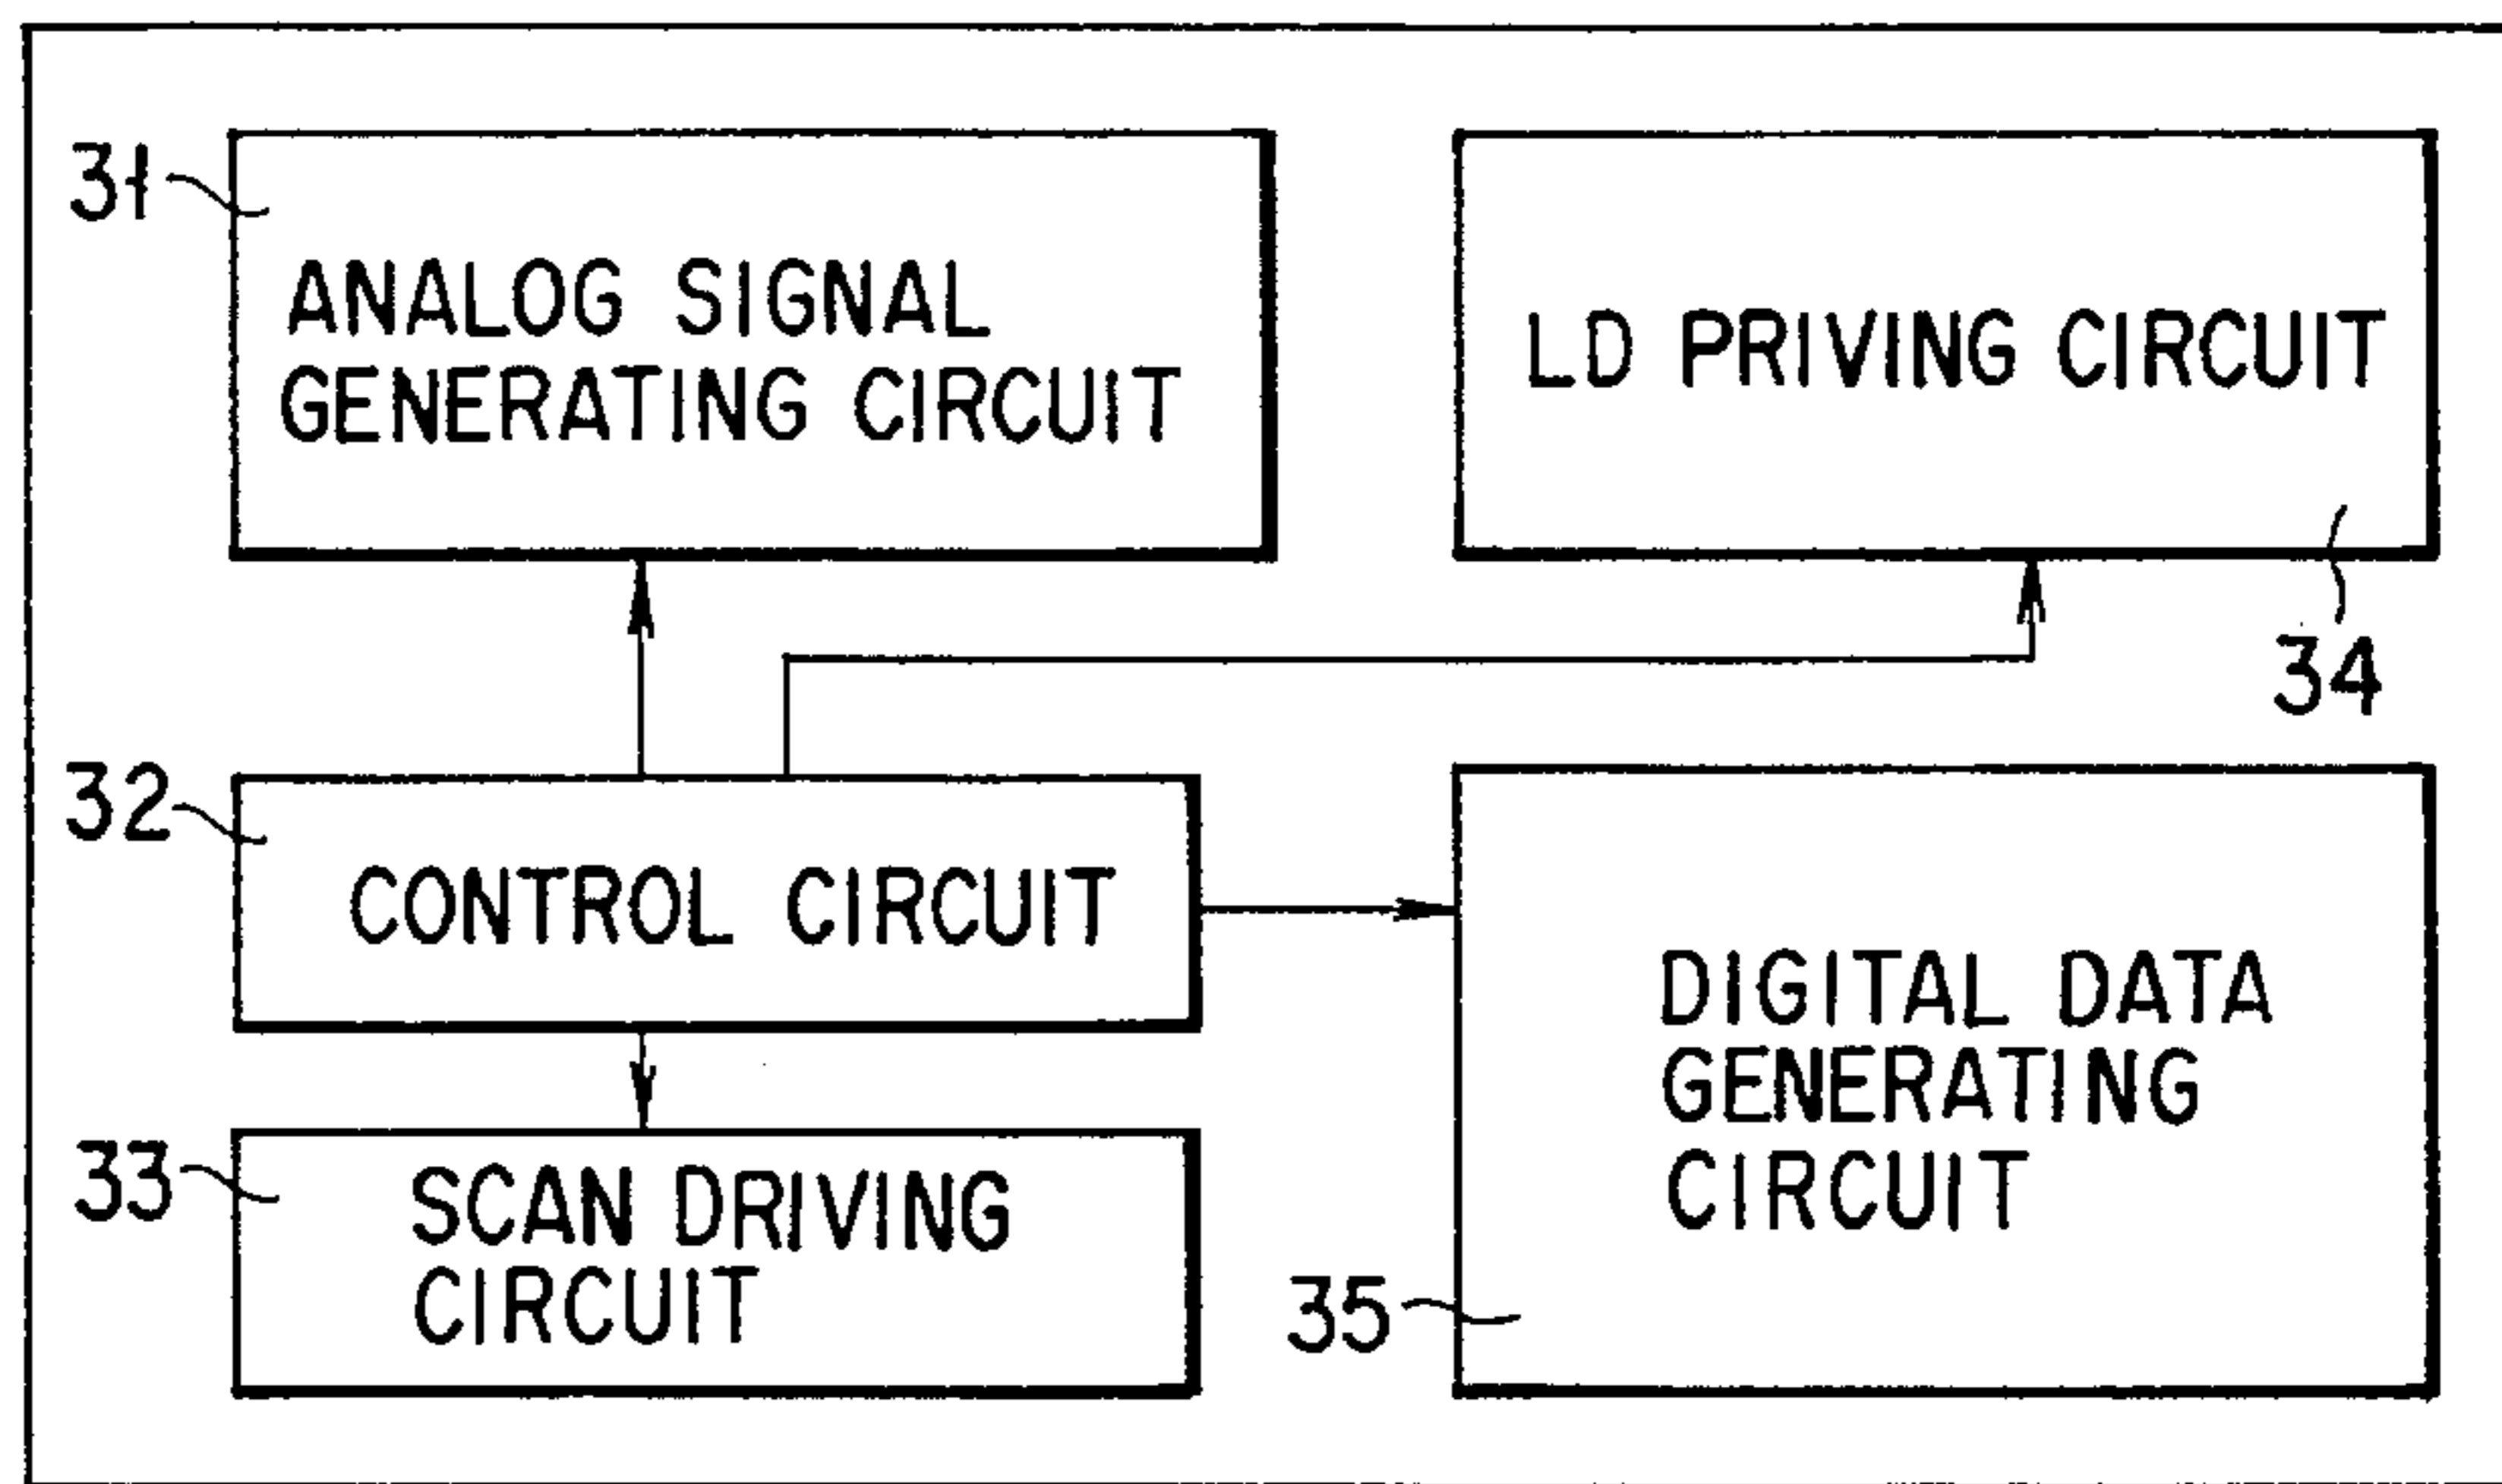 31
ANALOG SIGNAL
GENERATING CIRCUIT
LD PRIVING CIRCUIT
34
32
CONTROL CIRCUIT
DIGITAL DATA
GENERATING
CIRCUIT
33
SCAN DRIVING
CIRCUIT
35